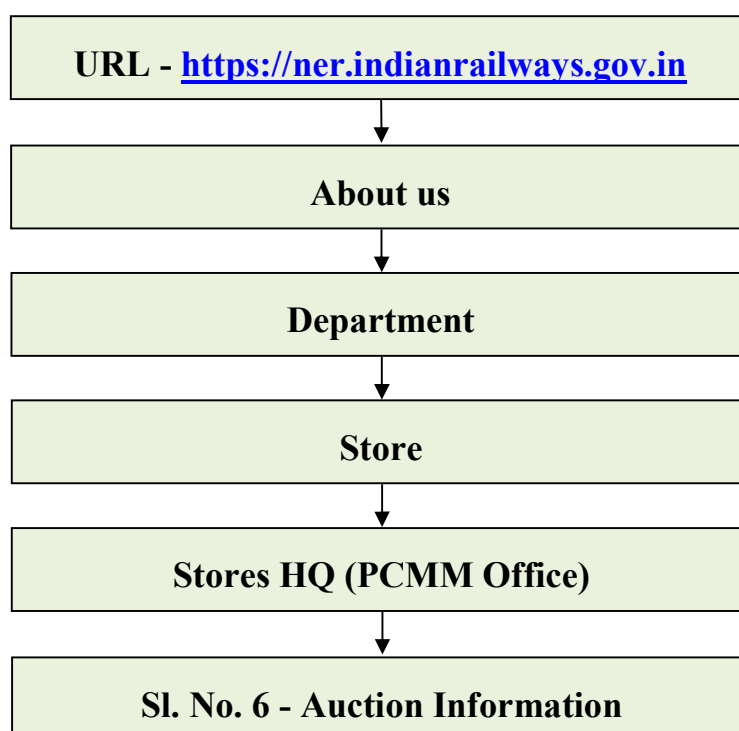 URL - https://ner.indianrailways.gov.in
About us
Department
Store
Stores HQ (PCMM Office)
Sl. No. 6 - Auction Information